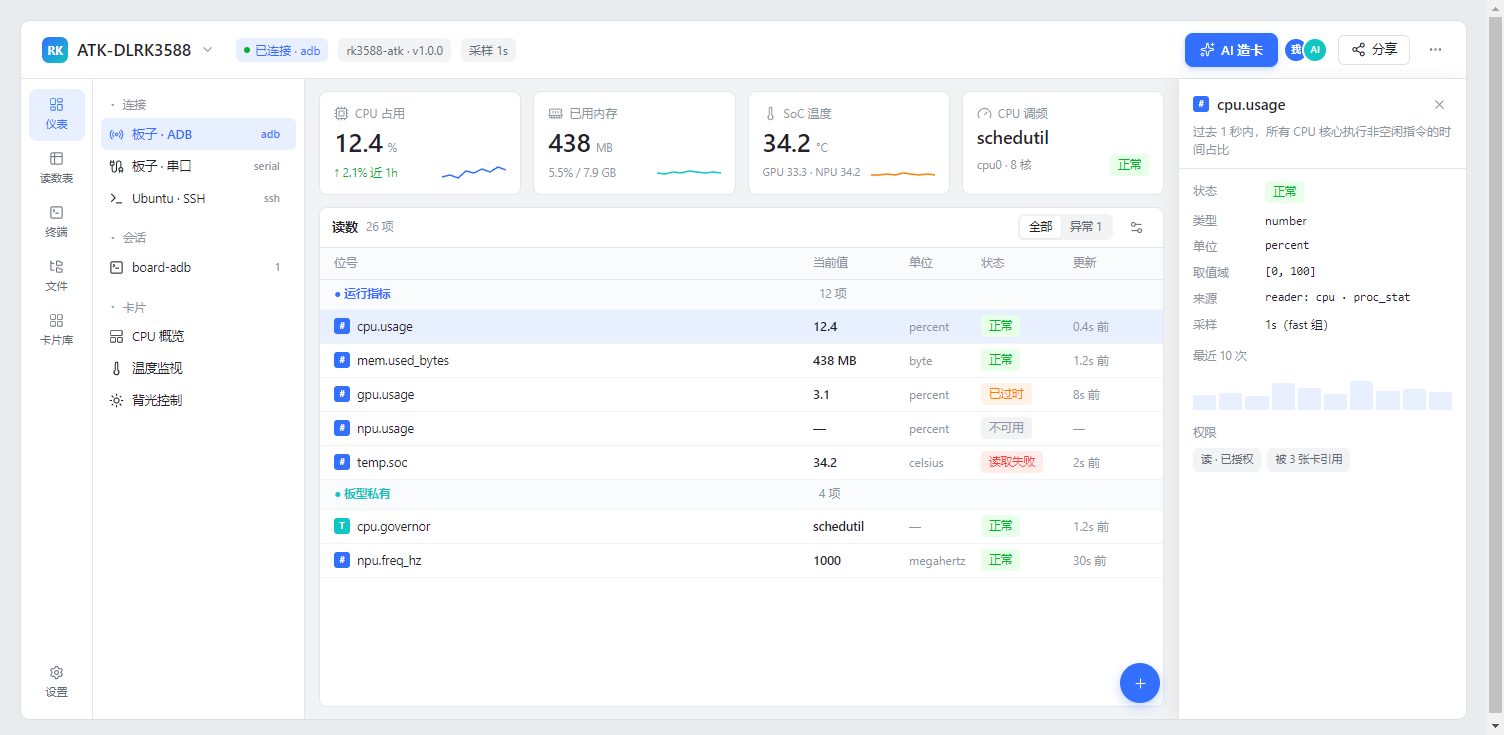 RK ATK-DLRK3588 已连接 · adb rk3588-atk · v1.0.0 采样 1s AI 造卡 我 AI 分享
仪表
读数表
终端
文件
卡片库
设置
· 连接
板子 · ADB adb
板子 · 串口 serial
Ubuntu · SSH ssh
· 会话
board-adb 1
· 卡片
CPU 概览
温度监视
背光控制
CPU 占用
12.4 %
↑ 2.1% 近 1h
已用内存
438 MB
5.5% / 7.9 GB
SoC 温度
34.2 °C
GPU 33.3 · NPU 34.2
CPU 调频
schedutil
cpu0 · 8 核 正常
读数 26 项 全部 异常 1
位号 当前值 单位 状态 更新
运行指标 12 项
# cpu.usage 12.4 percent 正常 0.4s 前
# mem.used_bytes 438 MB byte 正常 1.2s 前
# gpu.usage 3.1 percent 已过时 8s 前
# npu.usage — percent 不可用 —
# temp.soc 34.2 celsius 读取失败 2s 前
板型私有 4 项
T cpu.governor schedutil — 正常 1.2s 前
# npu.freq_hz 1000 megahertz 正常 30s 前
+
# cpu.usage
过去 1 秒内，所有 CPU 核心执行非空闲指令的时
间占比
状态 正常
类型 number
单位 percent
取值域 [0, 100]
来源 reader: cpu · proc_stat
采样 1s (fast 组)
最近 10 次
权限
读 · 已授权 被 3 张卡引用